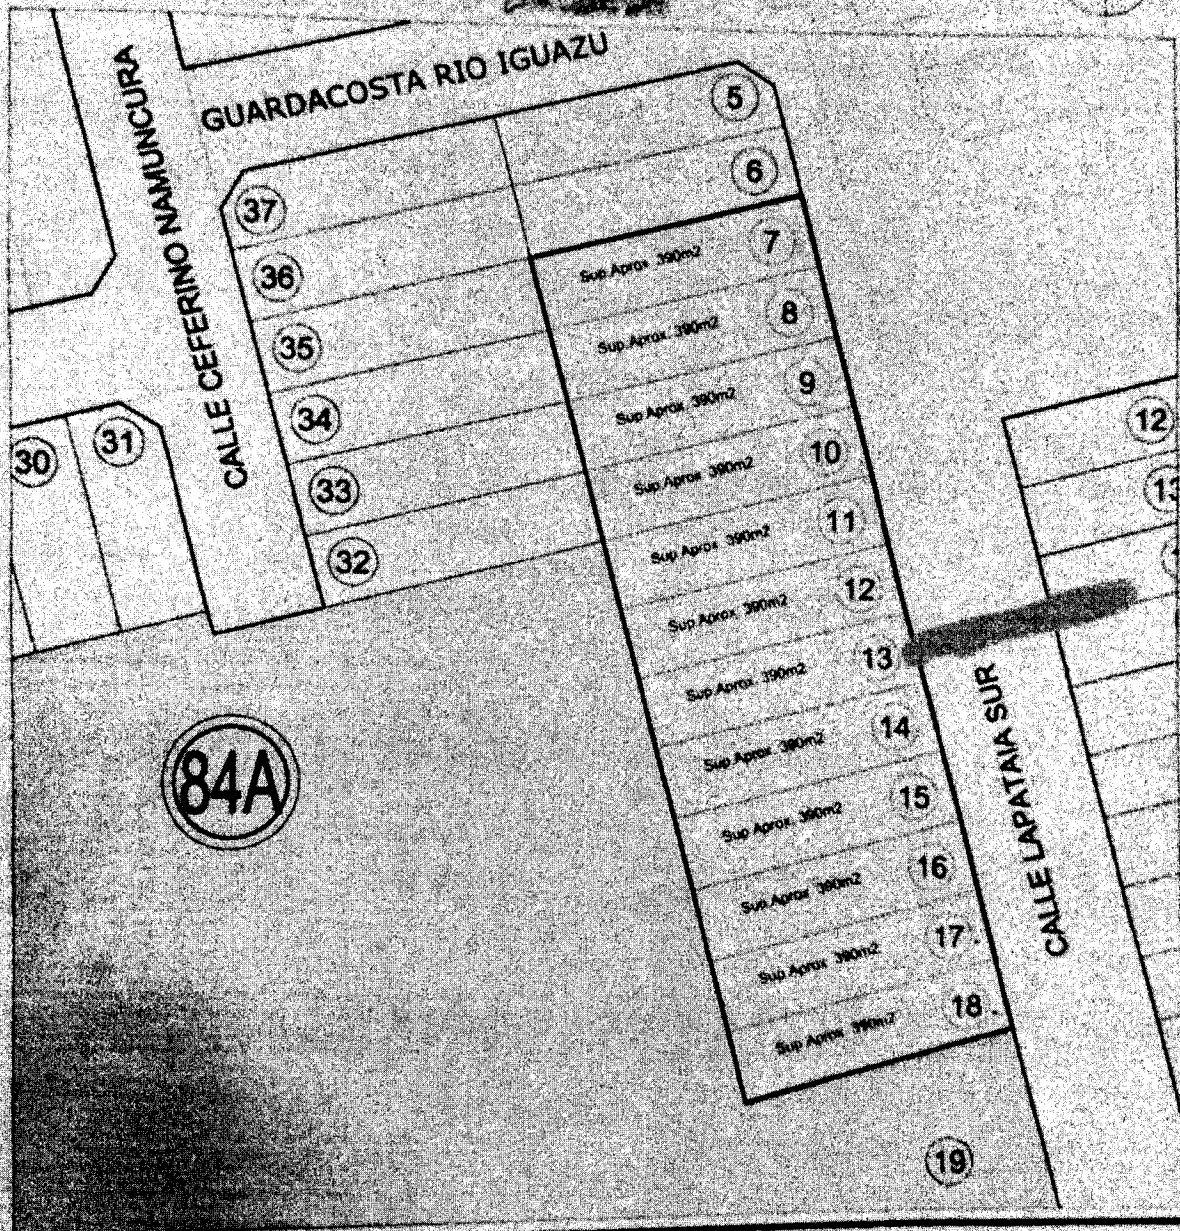 GUARDACOSTA RIO IGUAZU
CALLE CEFERINO NAMUNCURA
5
6
37
36
35
34
33
32
31
30
Sup.Aprox. 390m2 7
Sup.Aprox. 390m2 8
Sup.Aprox. 390m2 9
Sup.Aprox. 390m2 10
Sup.Aprox. 390m2 11
Sup.Aprox. 390m2 12
Sup.Aprox. 390m2 13
Sup.Aprox. 390m2 14
Sup.Aprox. 390m2 15
Sup.Aprox. 390m2 16
Sup.Aprox. 390m2 17
Sup.Aprox. 390m2 18
19
12
13
CALLE LAPATAIA SUR
84A